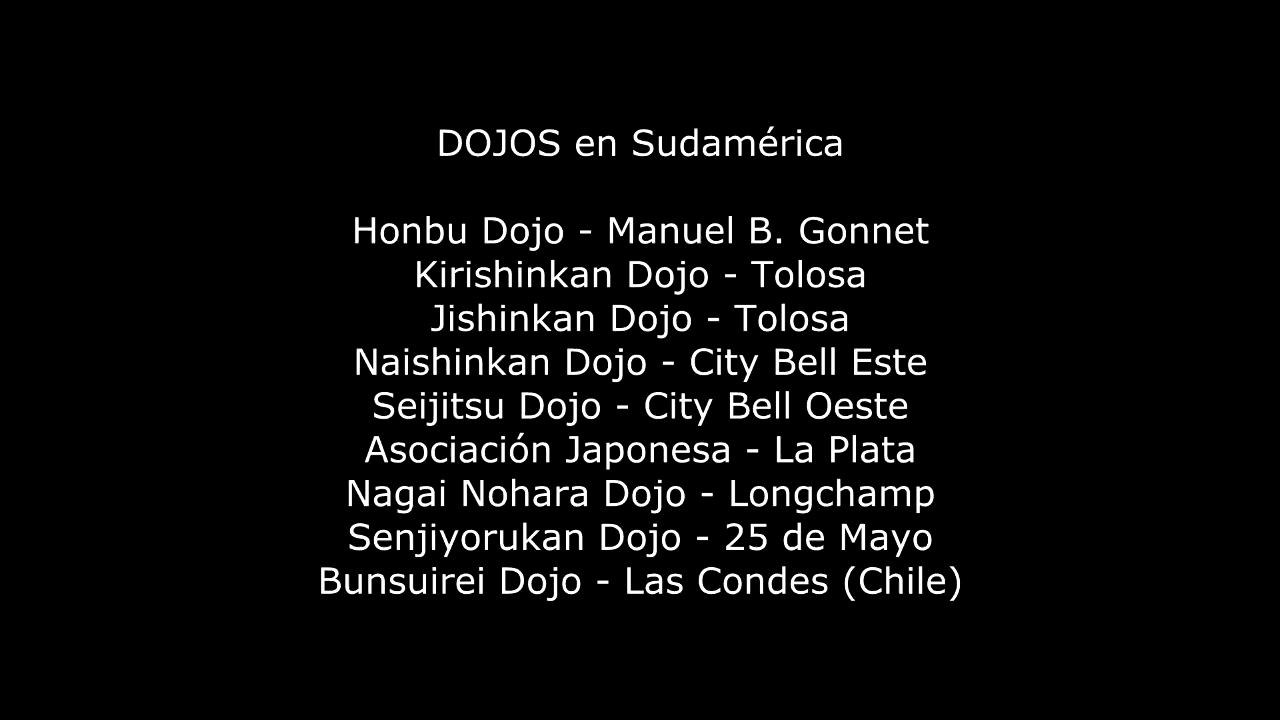 DOJOS en Sudamérica
Honbu Dojo - Manuel B. Gonnet
Kirishinkan Dojo - Tolosa
Jishinkan Dojo - Tolosa
Naishinkan Dojo - City Bell Este
Seijitsu Dojo - City Bell Oeste
Asociación Japonesa - La Plata
Nagai Nohara Dojo - Longchamp
Senjiyorukan Dojo - 25 de Mayo
Bunsuirei Dojo - Las Condes (Chile)